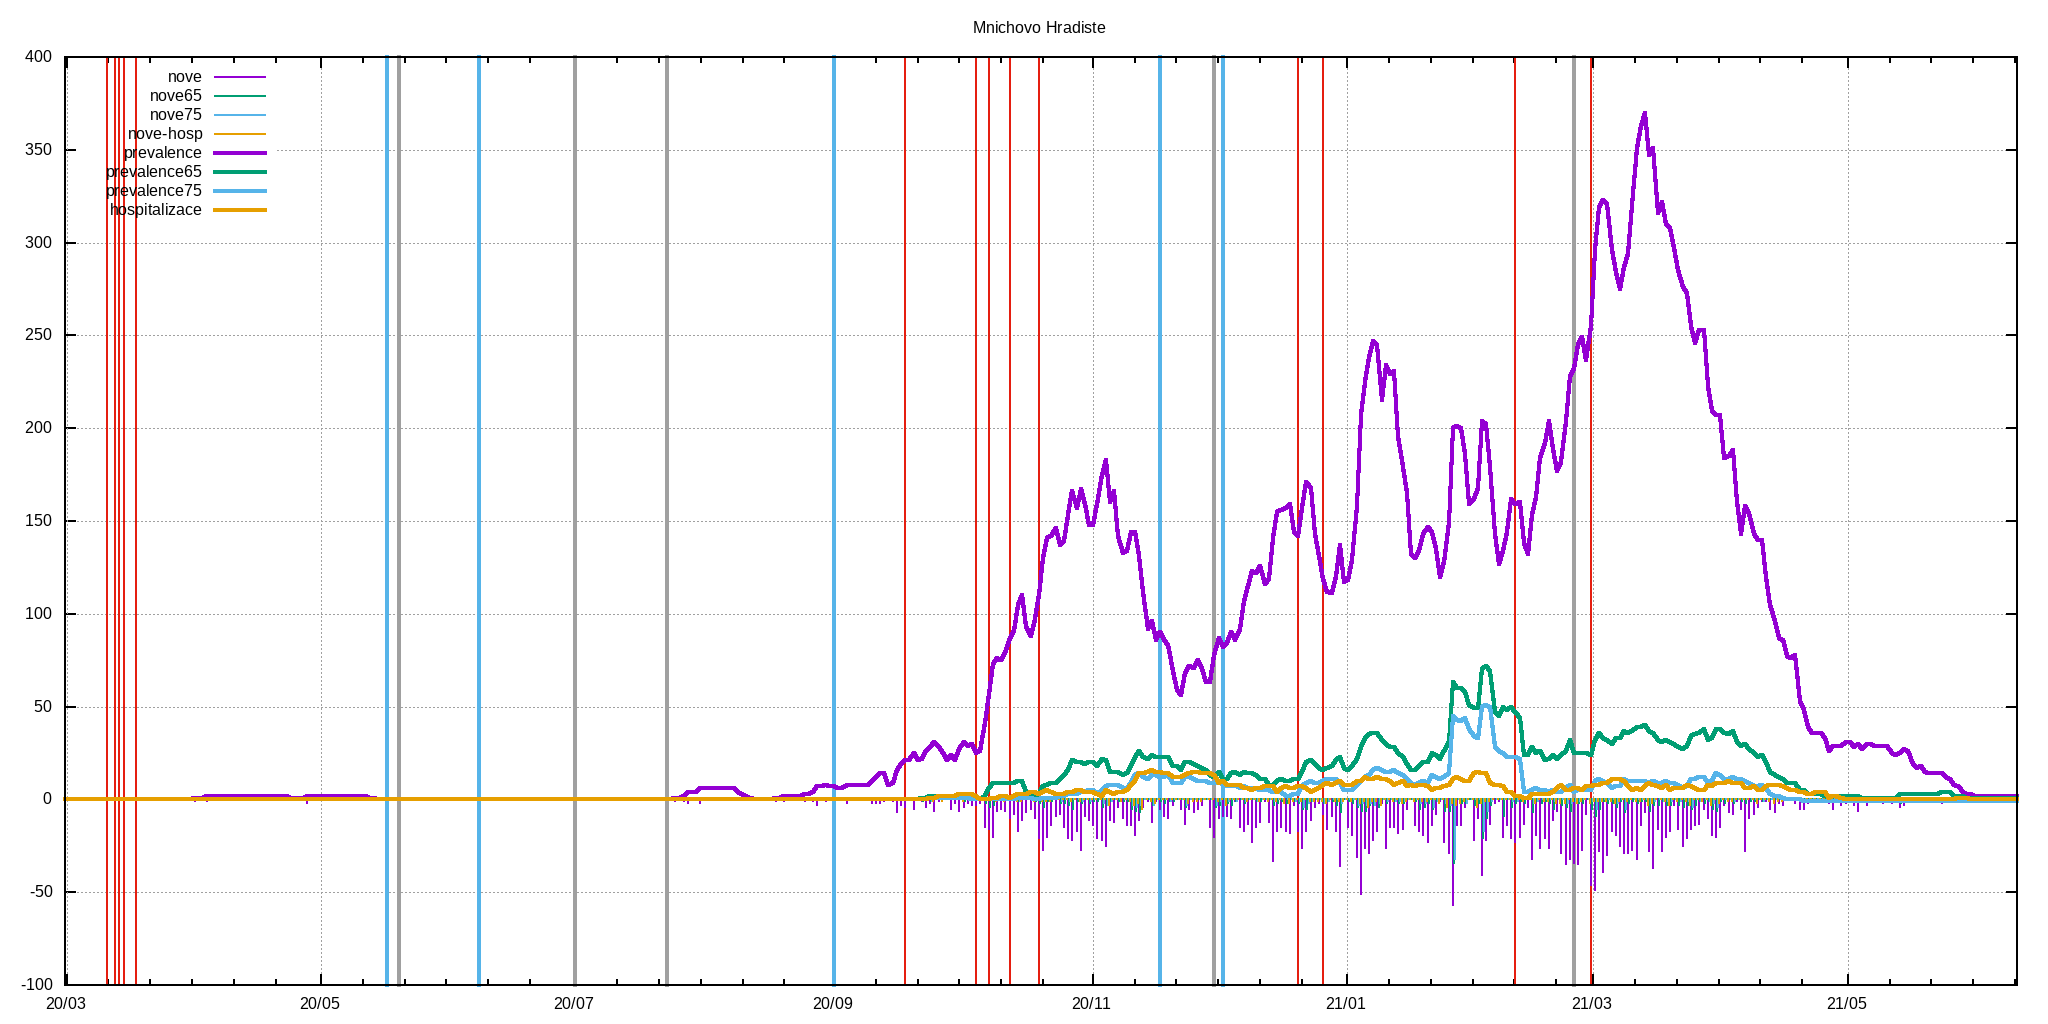 Mnichovo Hradiste
400
350
300
250
200
150
100
50
0
-50
-100
nove
nove65
nove75
nove-hosp
prevalence
prevalence65
prevalence75
hospitalizace
20/03 20/05 20/07 20/09 20/11 21/01 21/03 21/05